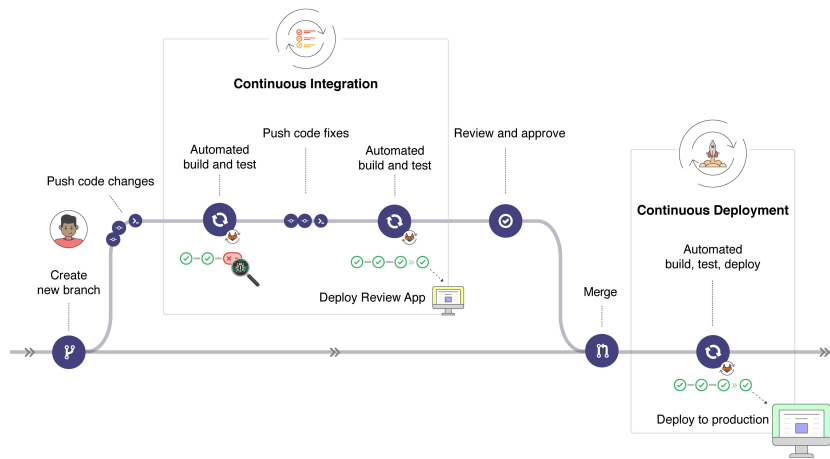 Continuous Integration
Push code fixes
Review and approve
Automated
build and test
Automated
build and test
Push code changes
Continuous Deployment
Create
new branch
Automated
build, test, deploy
Deploy Review App
Merge
Deploy to production